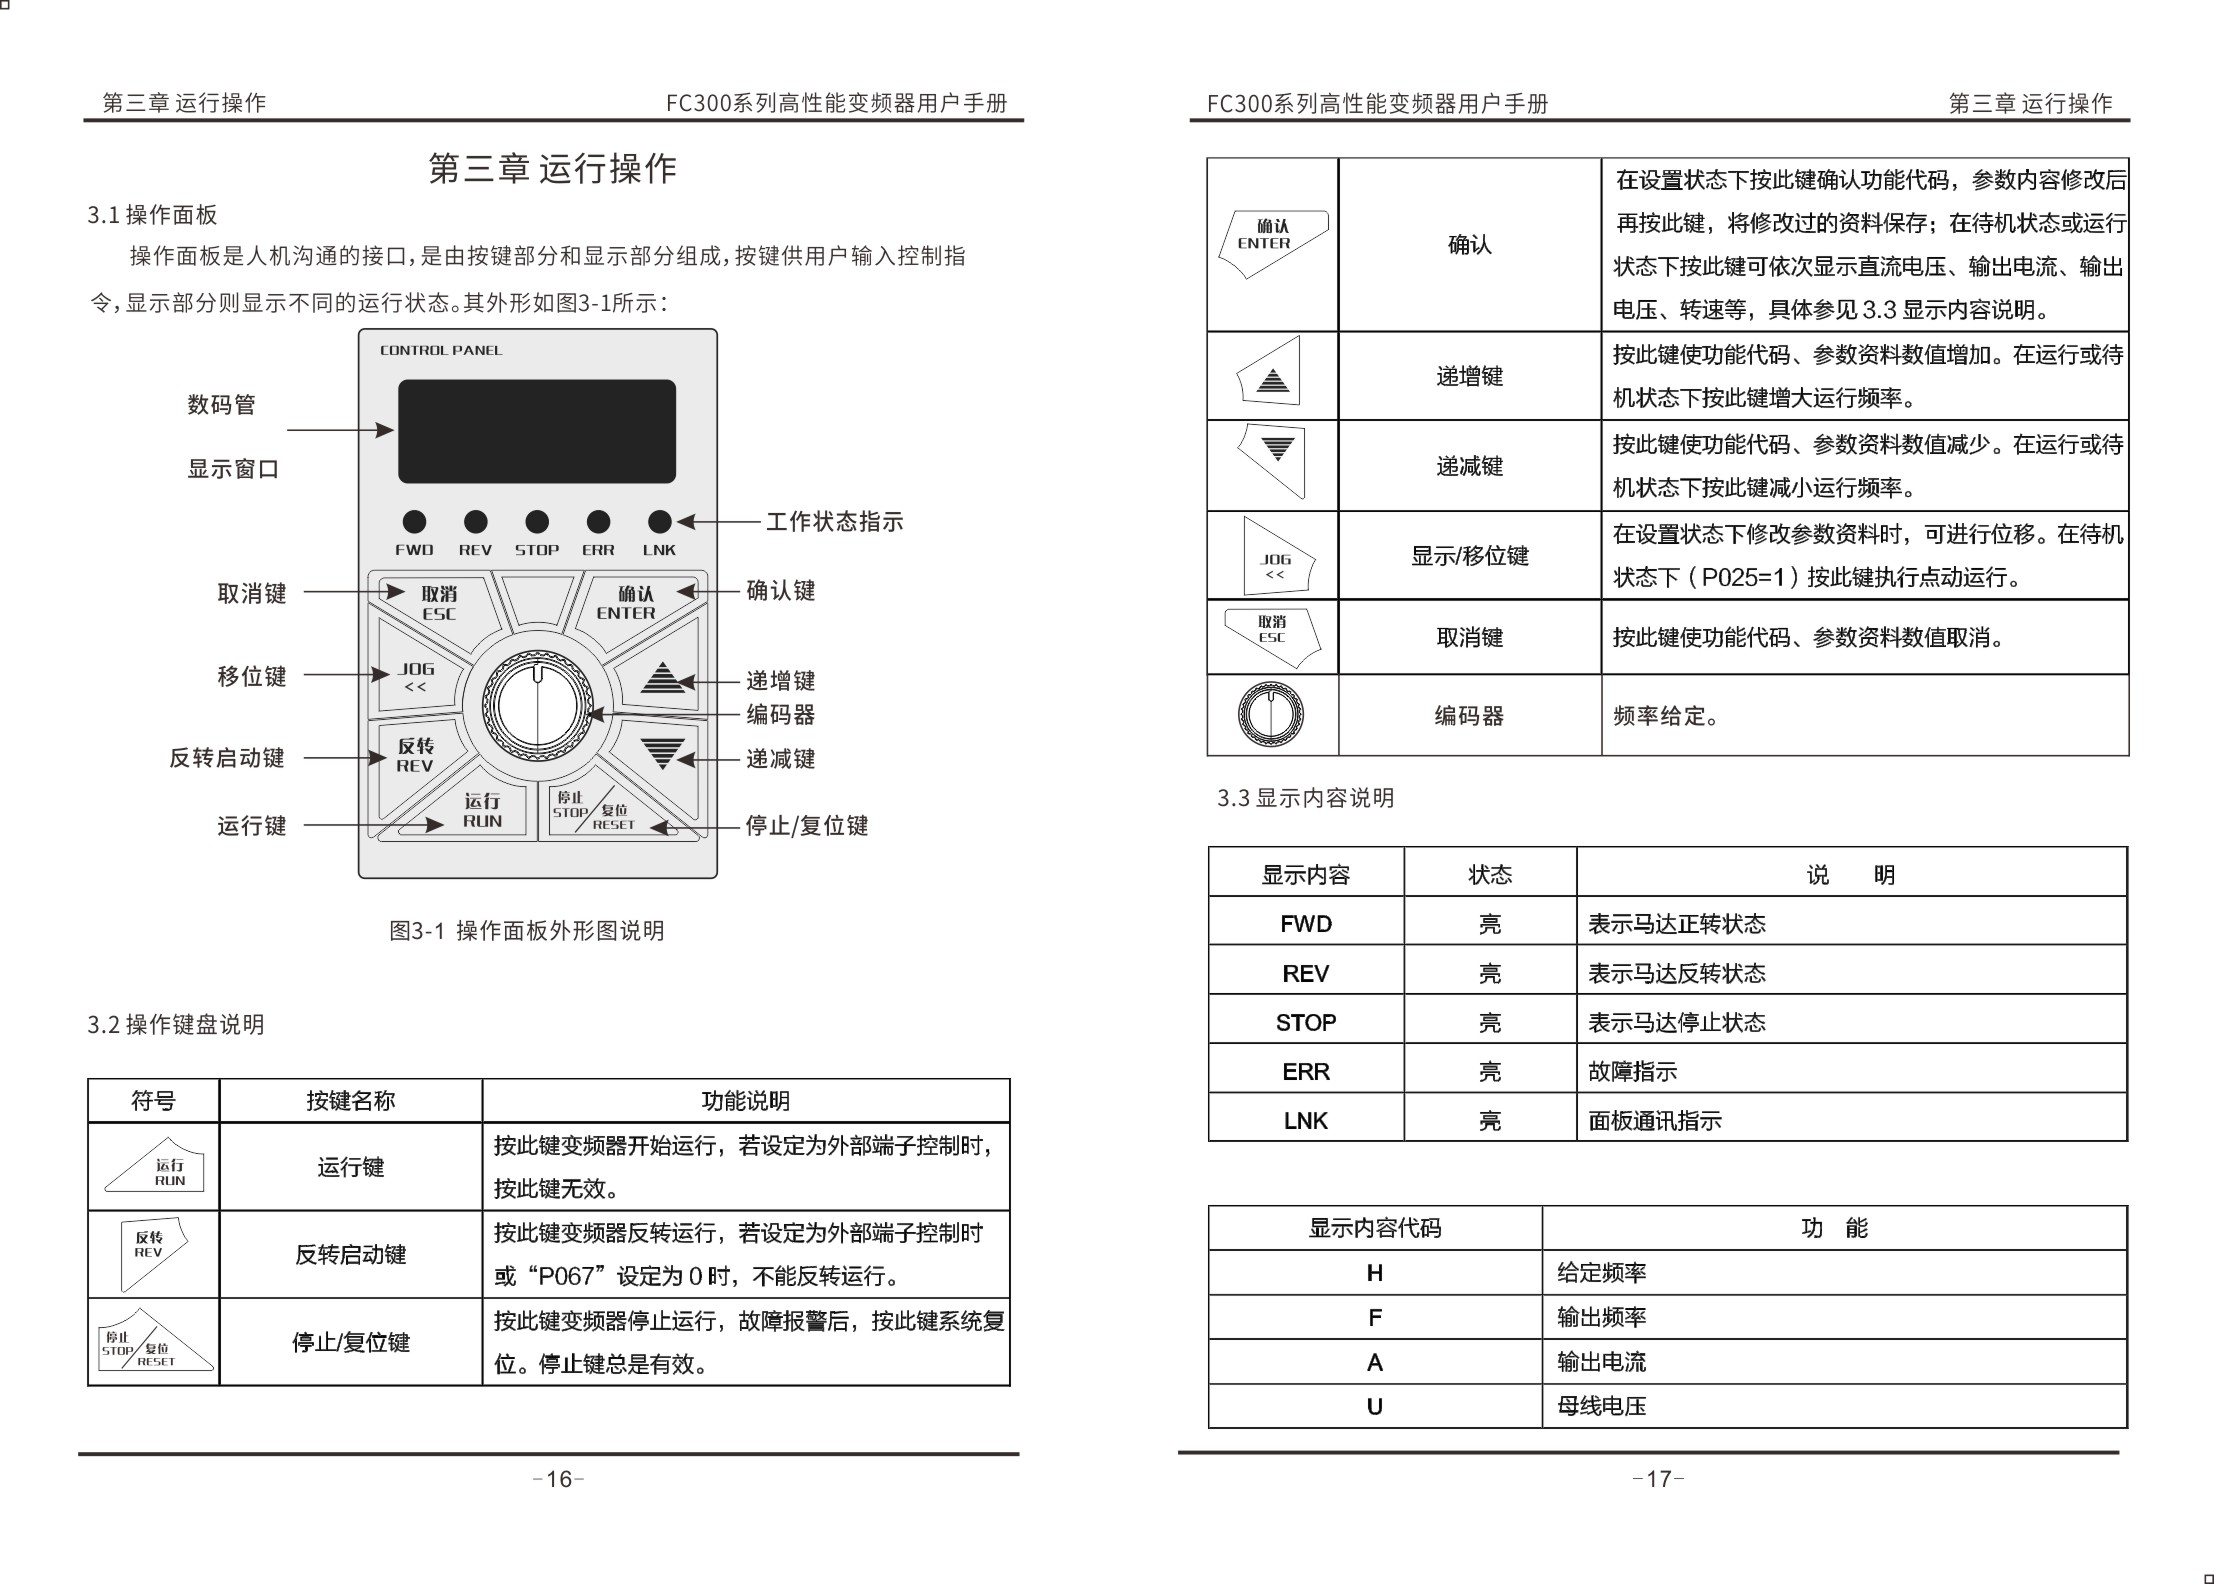 第三章 运行操作
FC300系列高性能变频器用户手册
第三章 运行操作
3.1 操作面板
操作面板是人机沟通的接口，是由按键部分和显示部分组成，按键供用户输入控制指
令，显示部分则显示不同的运行状态。其外形如图3-1所示：
CONTROL PANEL
数码管
显示窗口
FWD REV STOP ERR LNK
工作状态指示
取消键
取消
ESC
确认
ENTER
确认键
移位键
JOG
<<
递增键
编码器
反转启动键
反转
REV
递减键
运行键
运行
RUN
停止
STOP/复位
RESET
停止/复位键
图3-1 操作面板外形图说明
3.2 操作键盘说明
符号 按键名称 功能说明
运行
RUN
运行键
按此键变频器开始运行，若设定为外部端子控制时，
按此键无效。
反转
REV
反转启动键
按此键变频器反转运行，若设定为外部端子控制时
或“P067”设定为 0 时，不能反转运行。
停止
STOP/复位
RESET
停止/复位键
按此键变频器停止运行，故障报警后，按此键系统复
位。停止键总是有效。
-16-
FC300系列高性能变频器用户手册
第三章 运行操作
确认
ENTER
确认
在设置状态下按此键确认功能代码，参数内容修改后
再按此键，将修改过的资料保存；在待机状态或运行
状态下按此键可依次显示直流电压、输出电流、输出
电压、转速等，具体参见 3.3 显示内容说明。
递增键
按此键使功能代码、参数资料数值增加。在运行或待
机状态下按此键增大运行频率。
递减键
按此键使功能代码、参数资料数值减少。在运行或待
机状态下按此键减小运行频率。
JOG
<<
显示/移位键
在设置状态下修改参数资料时，可进行位移。在待机
状态下（P025=1）按此键执行点动运行。
取消
ESC
取消键
按此键使功能代码、参数资料数值取消。
编码器
频率给定。
3.3 显示内容说明
显示内容 状态 说 明
FWD 亮 表示马达正转状态
REV 亮 表示马达反转状态
STOP 亮 表示马达停止状态
ERR 亮 故障指示
LNK 亮 面板通讯指示
显示内容代码 功 能
H 给定频率
F 输出频率
A 输出电流
U 母线电压
-17-